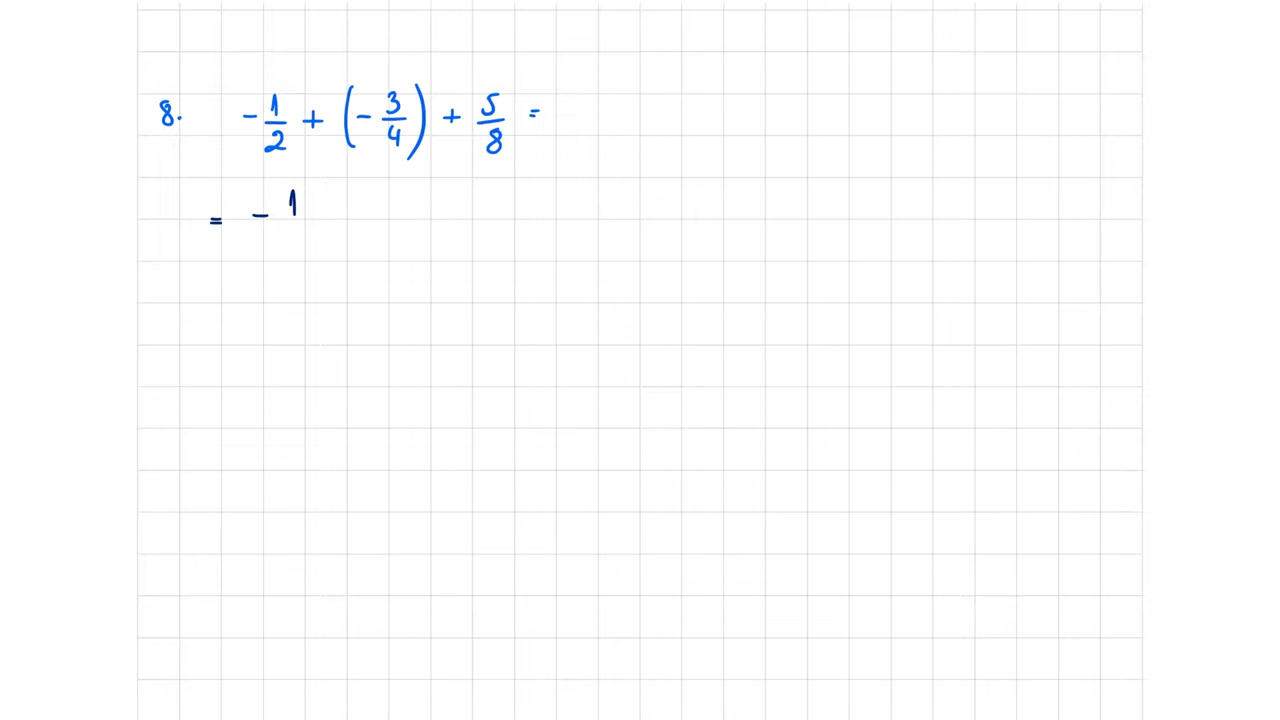 8. -1/2 + (-3/4) + 5/8 =
= - 1